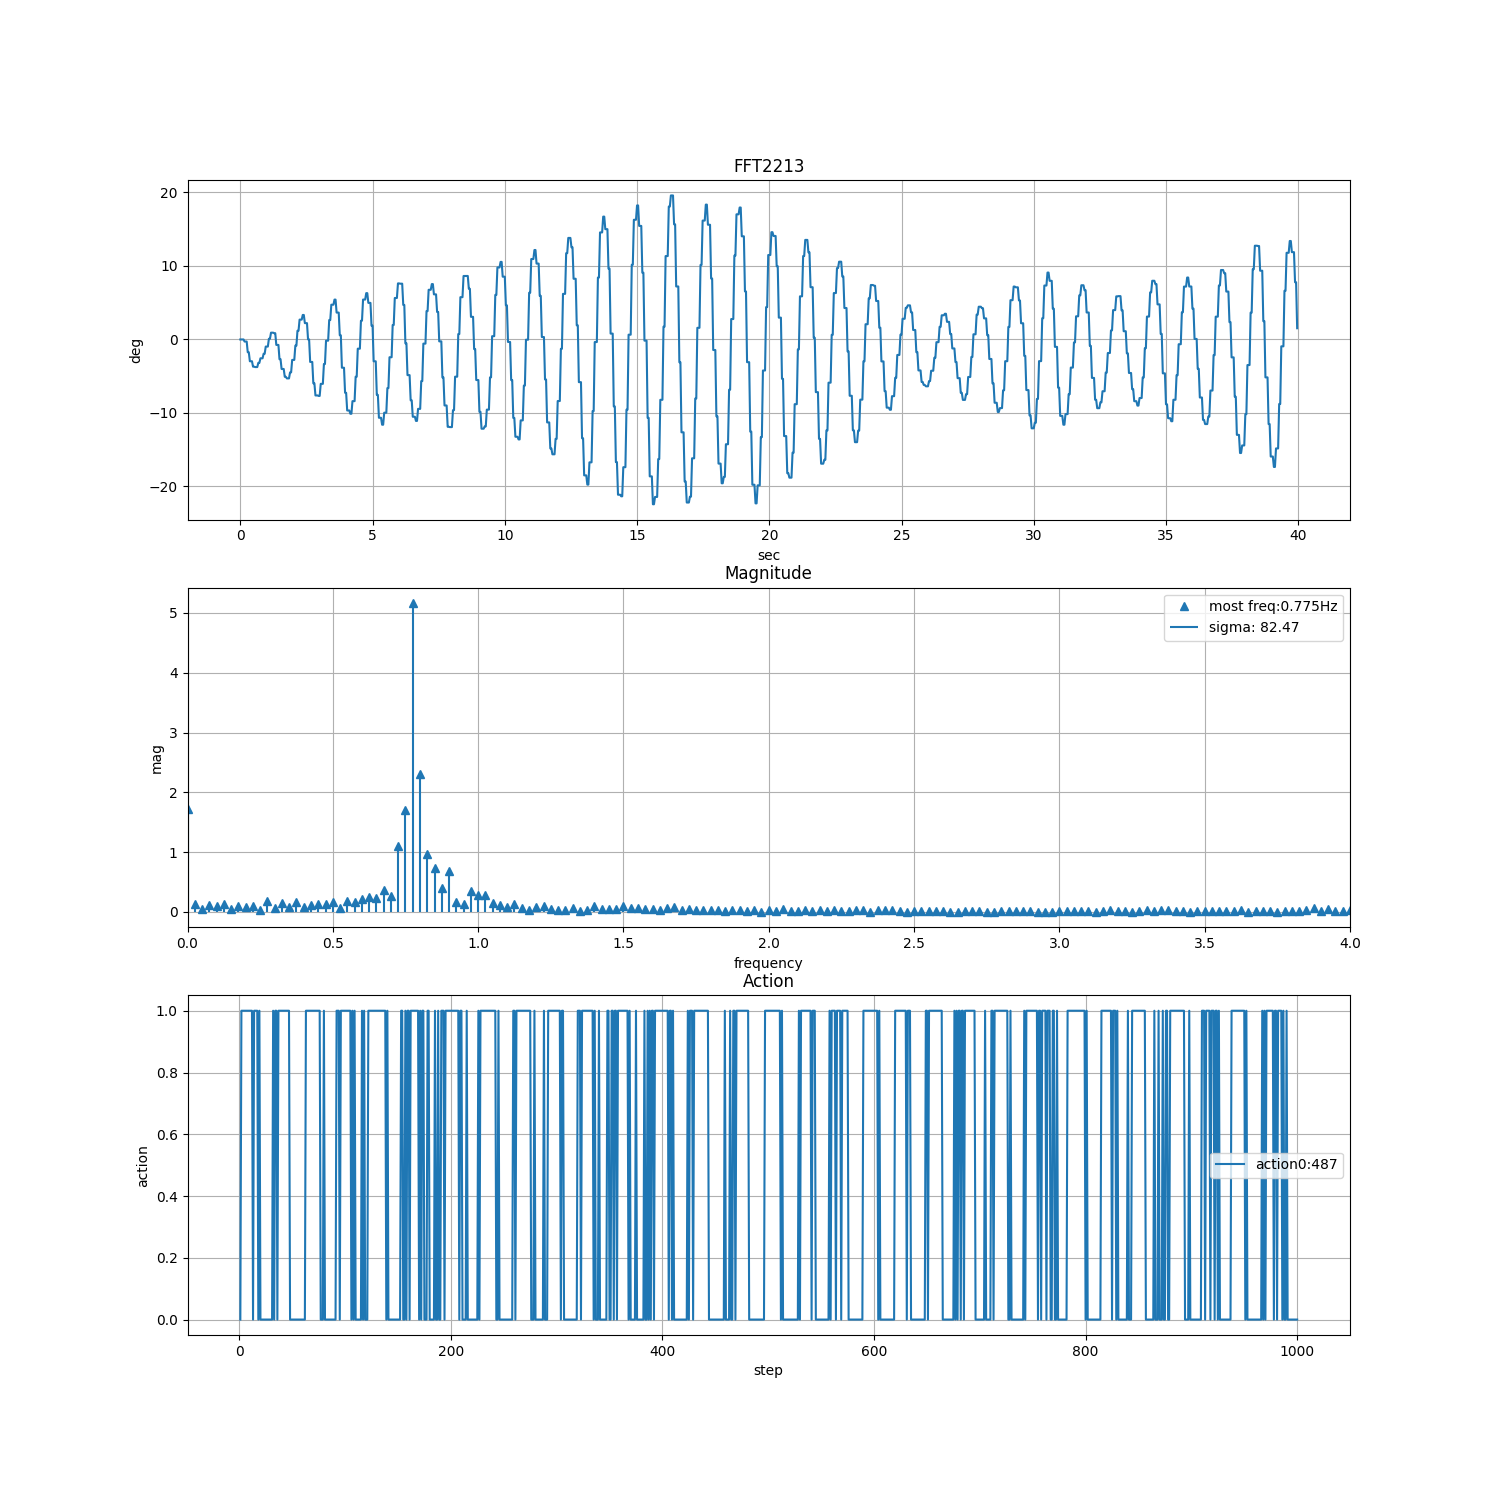 FFT2213
20
10
0
−10
−20
deg
0 5 10 15 20 25 30 35 40
sec
Magnitude
most freq:0.775Hz
sigma: 82.47
5
4
3
2
1
0
mag
0.0 0.5 1.0 1.5 2.0 2.5 3.0 3.5 4.0
frequency
Action
1.0
0.8
0.6
0.4
0.2
0.0
action
action0:487
0 200 400 600 800 1000
step